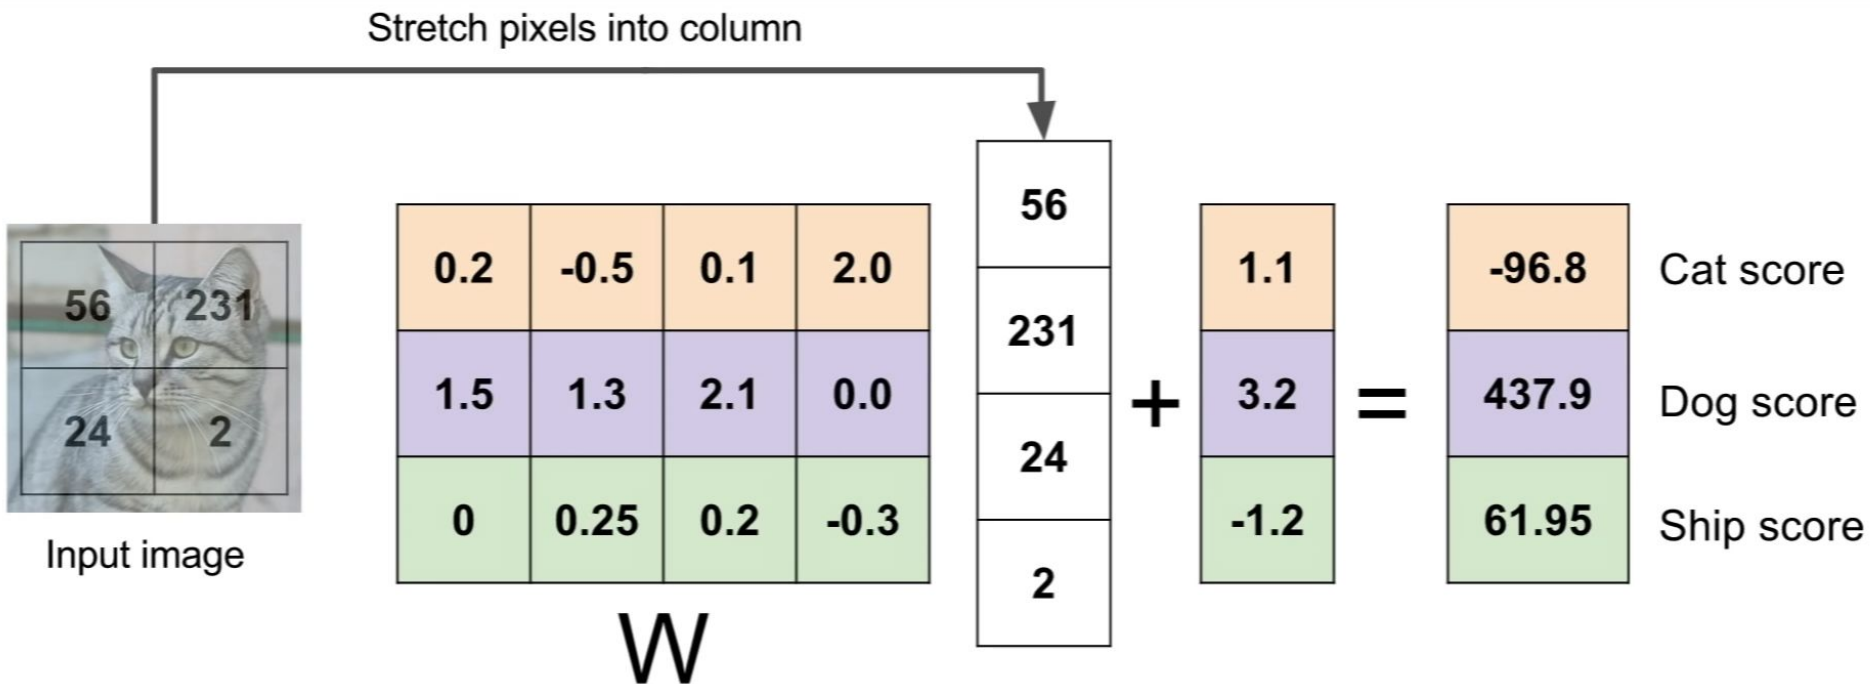 Stretch pixels into column
56 231
24 2
Input image
0.2 -0.5 0.1 2.0
1.5 1.3 2.1 0.0
0 0.25 0.2 -0.3
W
56
231
24
2
+
1.1
3.2
-1.2
=
-96.8 Cat score
437.9 Dog score
61.95 Ship score